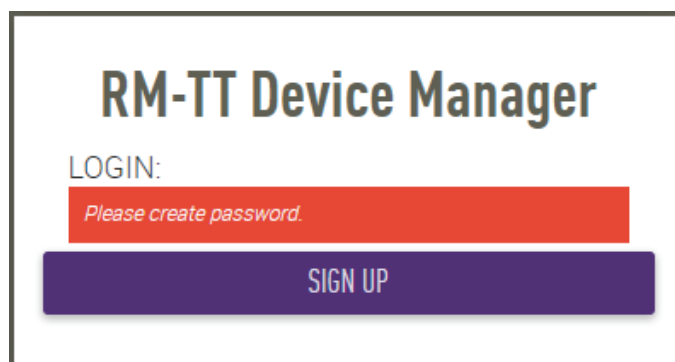 RM-TT Device Manager
LOGIN:
Please create password.
SIGN UP